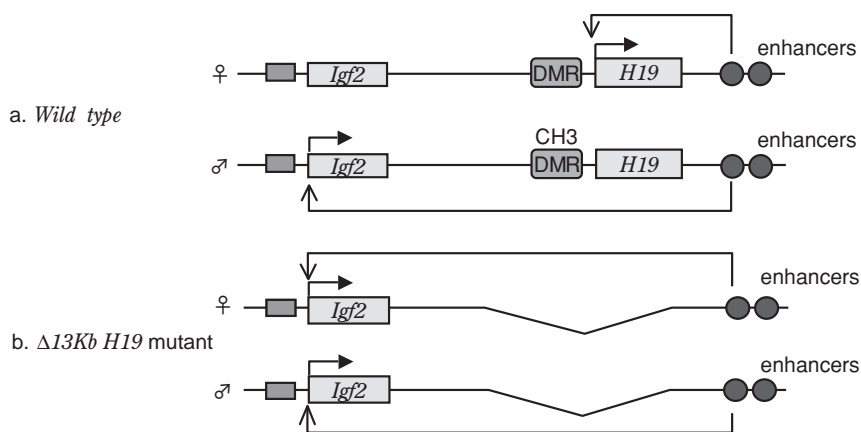 enhancers
♀ Igf2 DMR H19
a. Wild type
CH3 enhancers
♂ Igf2 DMR H19
enhancers
♀ Igf2
b. Δ13Kb H19 mutant
enhancers
♂ Igf2